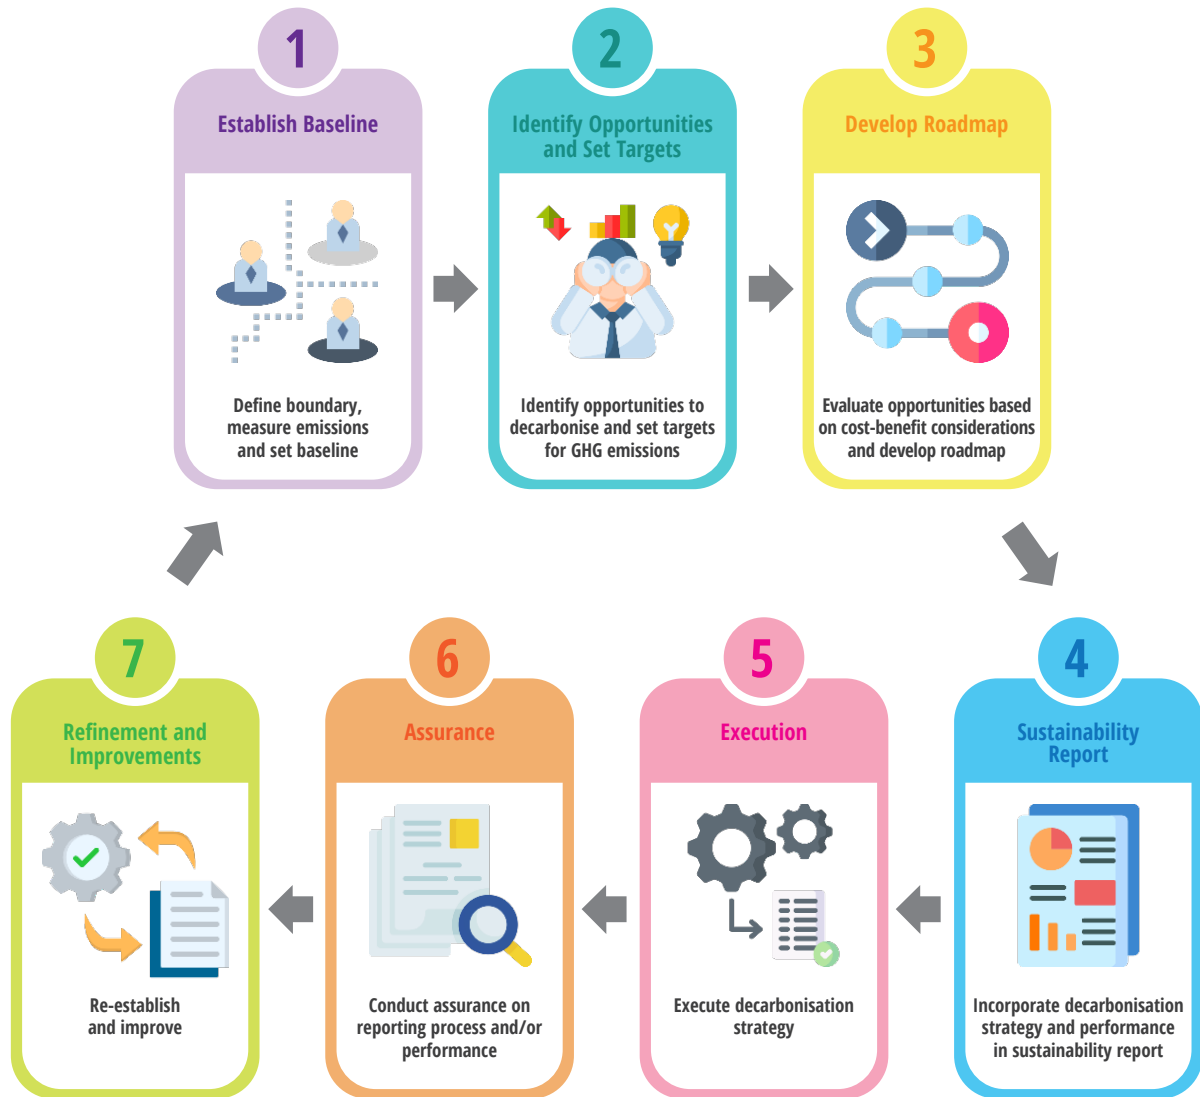 1
Establish Baseline
Define boundary,
measure emissions
and set baseline
2
Identify Opportunities
and Set Targets
Identify opportunities to
decarbonise and set targets
for GHG emissions
3
Develop Roadmap
Evaluate opportunities based
on cost-benefit considerations
and develop roadmap
4
Sustainability
Report
Incorporate decarbonisation
strategy and performance
in sustainability report
5
Execution
Execute decarbonisation
strategy
6
Assurance
Conduct assurance on
reporting process and/or
performance
7
Refinement and
Improvements
Re-establish
and improve